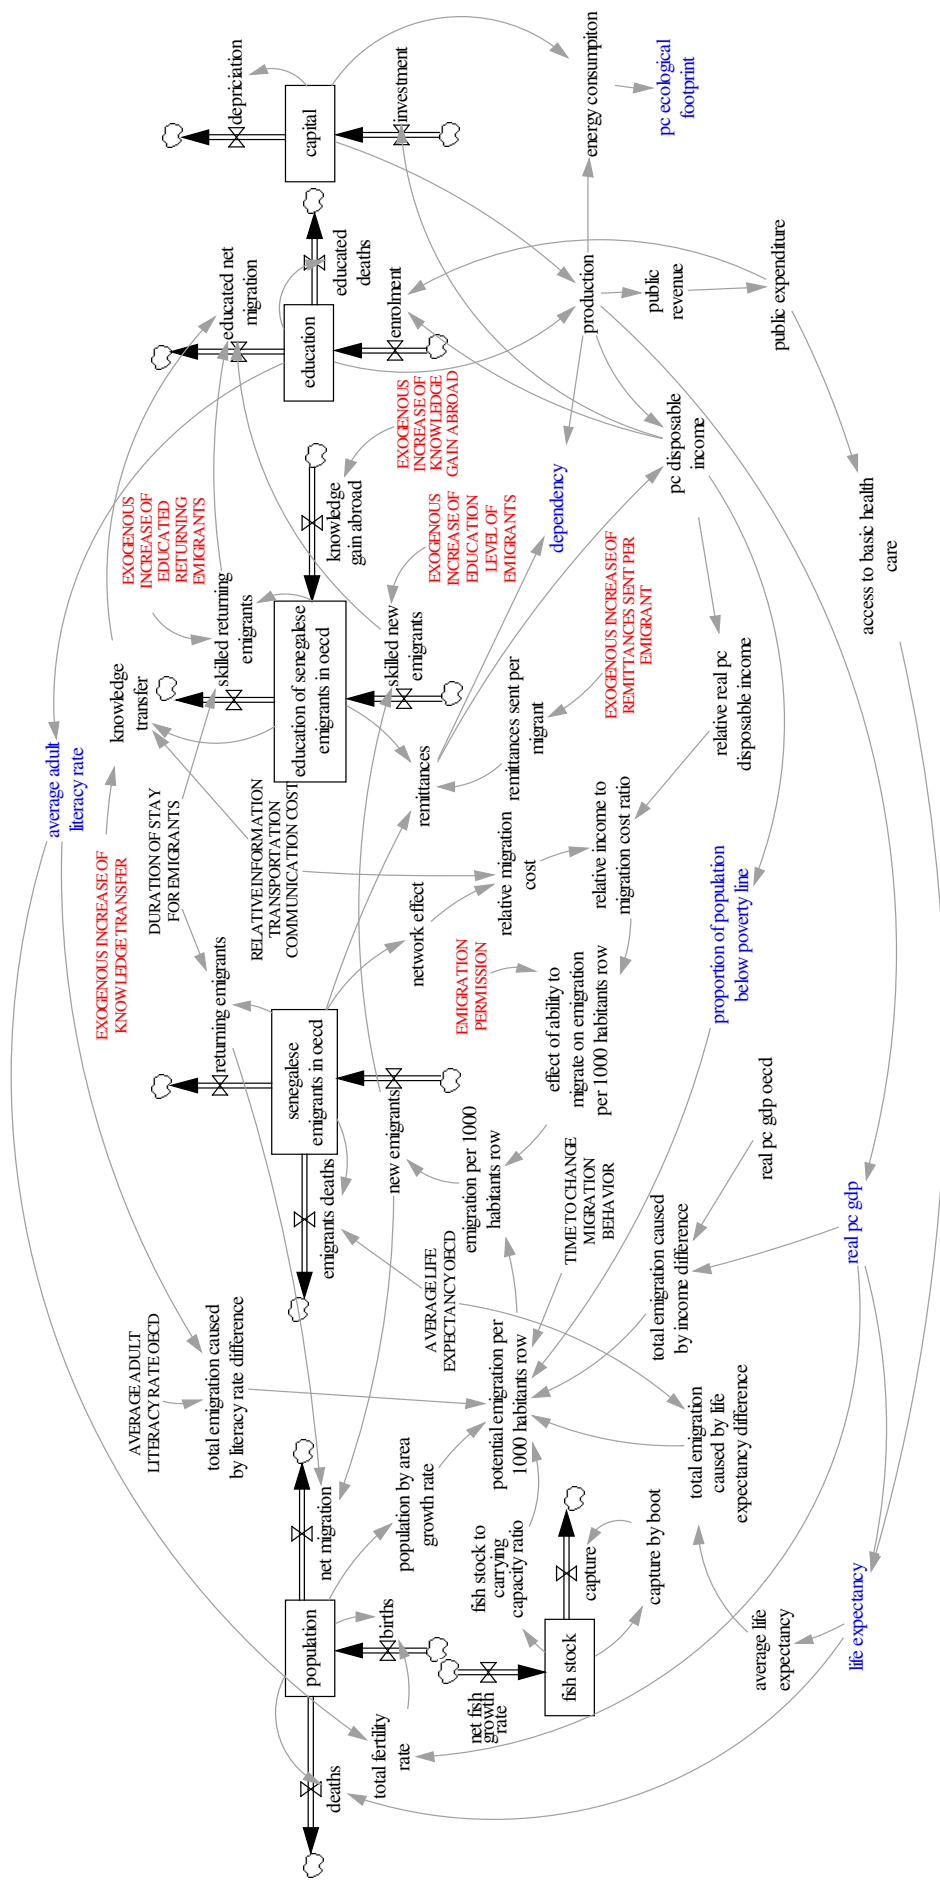 depriciation
capital
investment
energy consumpiton
pc ecological
footprint
educated net
migration
educated
deaths
education
enrolment
production
public
revenue
public expenditure
EXOGENOUS
INCREASE OF
KNOWLEDGE
GAIN ABROAD
pc disposable
income
knowledge
gain abroad
EXOGENOUS
INCREASE OF
EDUCATED
RETURNING
EMIGRANTS
EXOGENOUS
INCREASE OF
EDUCATION
LEVEL OF
EMIGRANTS
dependency
access to basic health
care
skilled returning
emigrants
education of senegalese
emigrants in oecd
skilled new
emigrants
EXOGENOUS INCREASE OF
REMITTANCES SENT PER
EMIGRANT
knowledge
transfer
average adult
literacy rate
remittances
remittances sent per
migrant
relative real pc
disposable income
DURATION OF STAY
FOR EMIGRANTS
RELATIVE INFORMATION
TRANSPORTATION
COMMUNICATION COST
relative migration
cost
relative income to
migration cost ratio
EXOGENOUS INCREASE OF
KNOWLEDGE TRANSFER
network effect
proportion of population
below poverty line
EMIGRATION
PERMISSION
returning emigrants
senegalese
emigrants in oecd
new emigrants
effect of ability to
migrate on emigration
per 1000 habitants row
emigrants deaths
emigration per 1000
habitants row
TIME TO CHANGE
MIGRATION
BEHAVIOR
real pc gdp oecd
real pc gdp
AVERAGE LIFE
EXPECTANCY OECD
total emigration caused
by income difference
AVERAGE ADULT
LITERACY RATE OECD
total emigration caused
by literacy rate difference
potential emigration per
1000 habitants row
total emigration
caused by life
expectancy difference
net migration
population by area
growth rate
fish stock to
carrying
capacity ratio
capture
capture by boot
population
births
fish stock
net fish
growth
rate
average life
expectancy
life expectancy
total fertility
rate
deaths